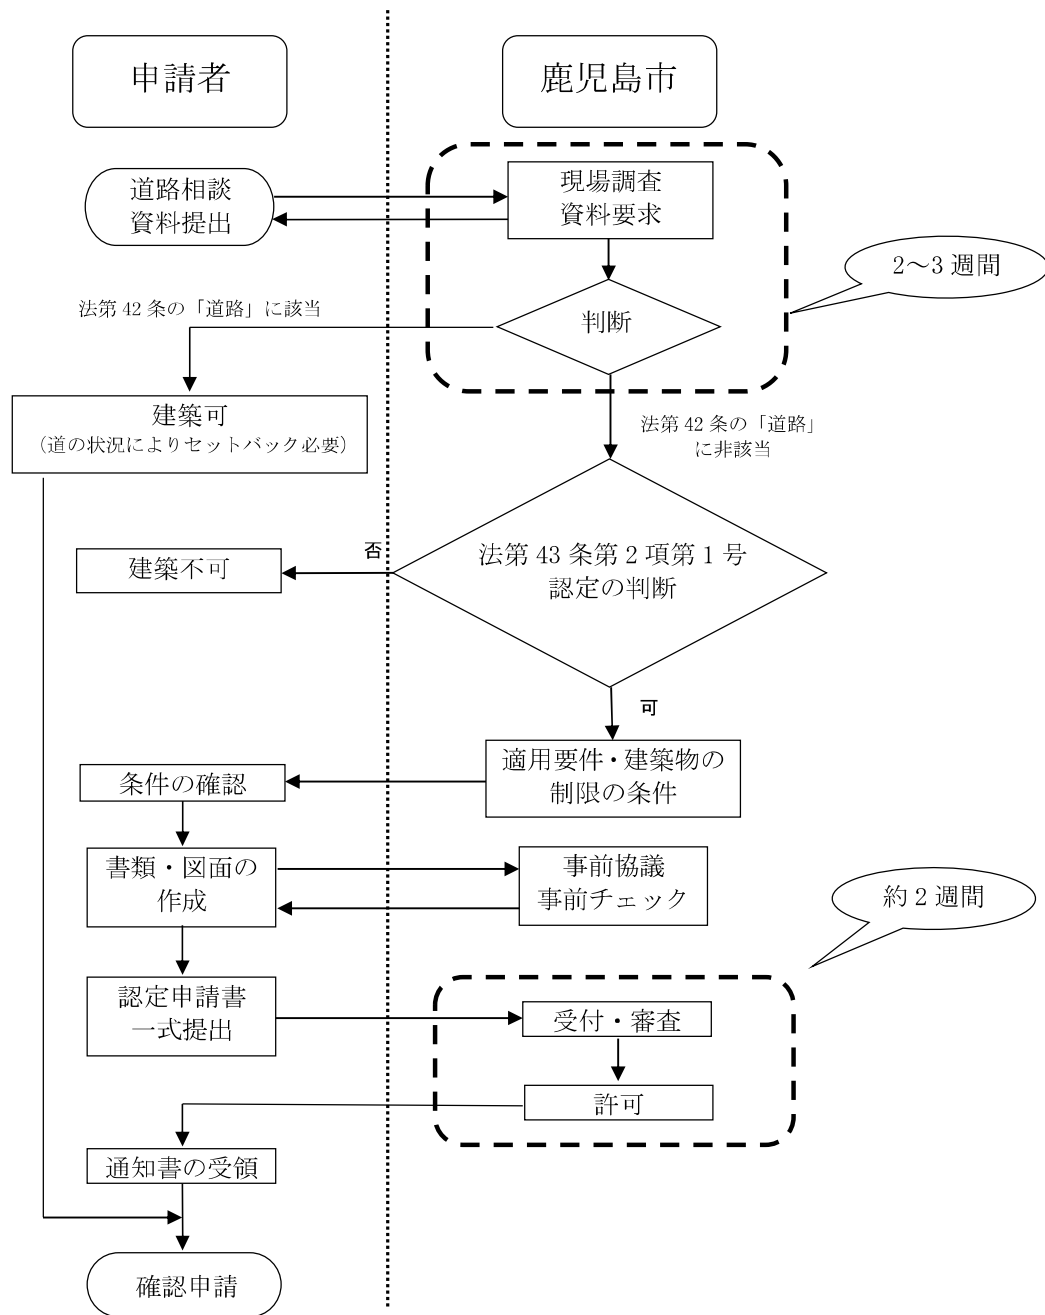 申請者
鹿児島市
道路相談
資料提出
現場調査
資料要求
2～3 週間
法第 42 条の「道路」に該当
判断
建築可
（道の状況によりセットバック必要）
法第 42 条の「道路」
に非該当
否
建築不可
法第 43 条第 2 項第 1 号
認定の判断
可
適用要件・建築物の
制限の条件
条件の確認
書類・図面の
作成
事前協議
事前チェック
約 2 週間
認定申請書
一式提出
受付・審査
許可
通知書の受領
確認申請